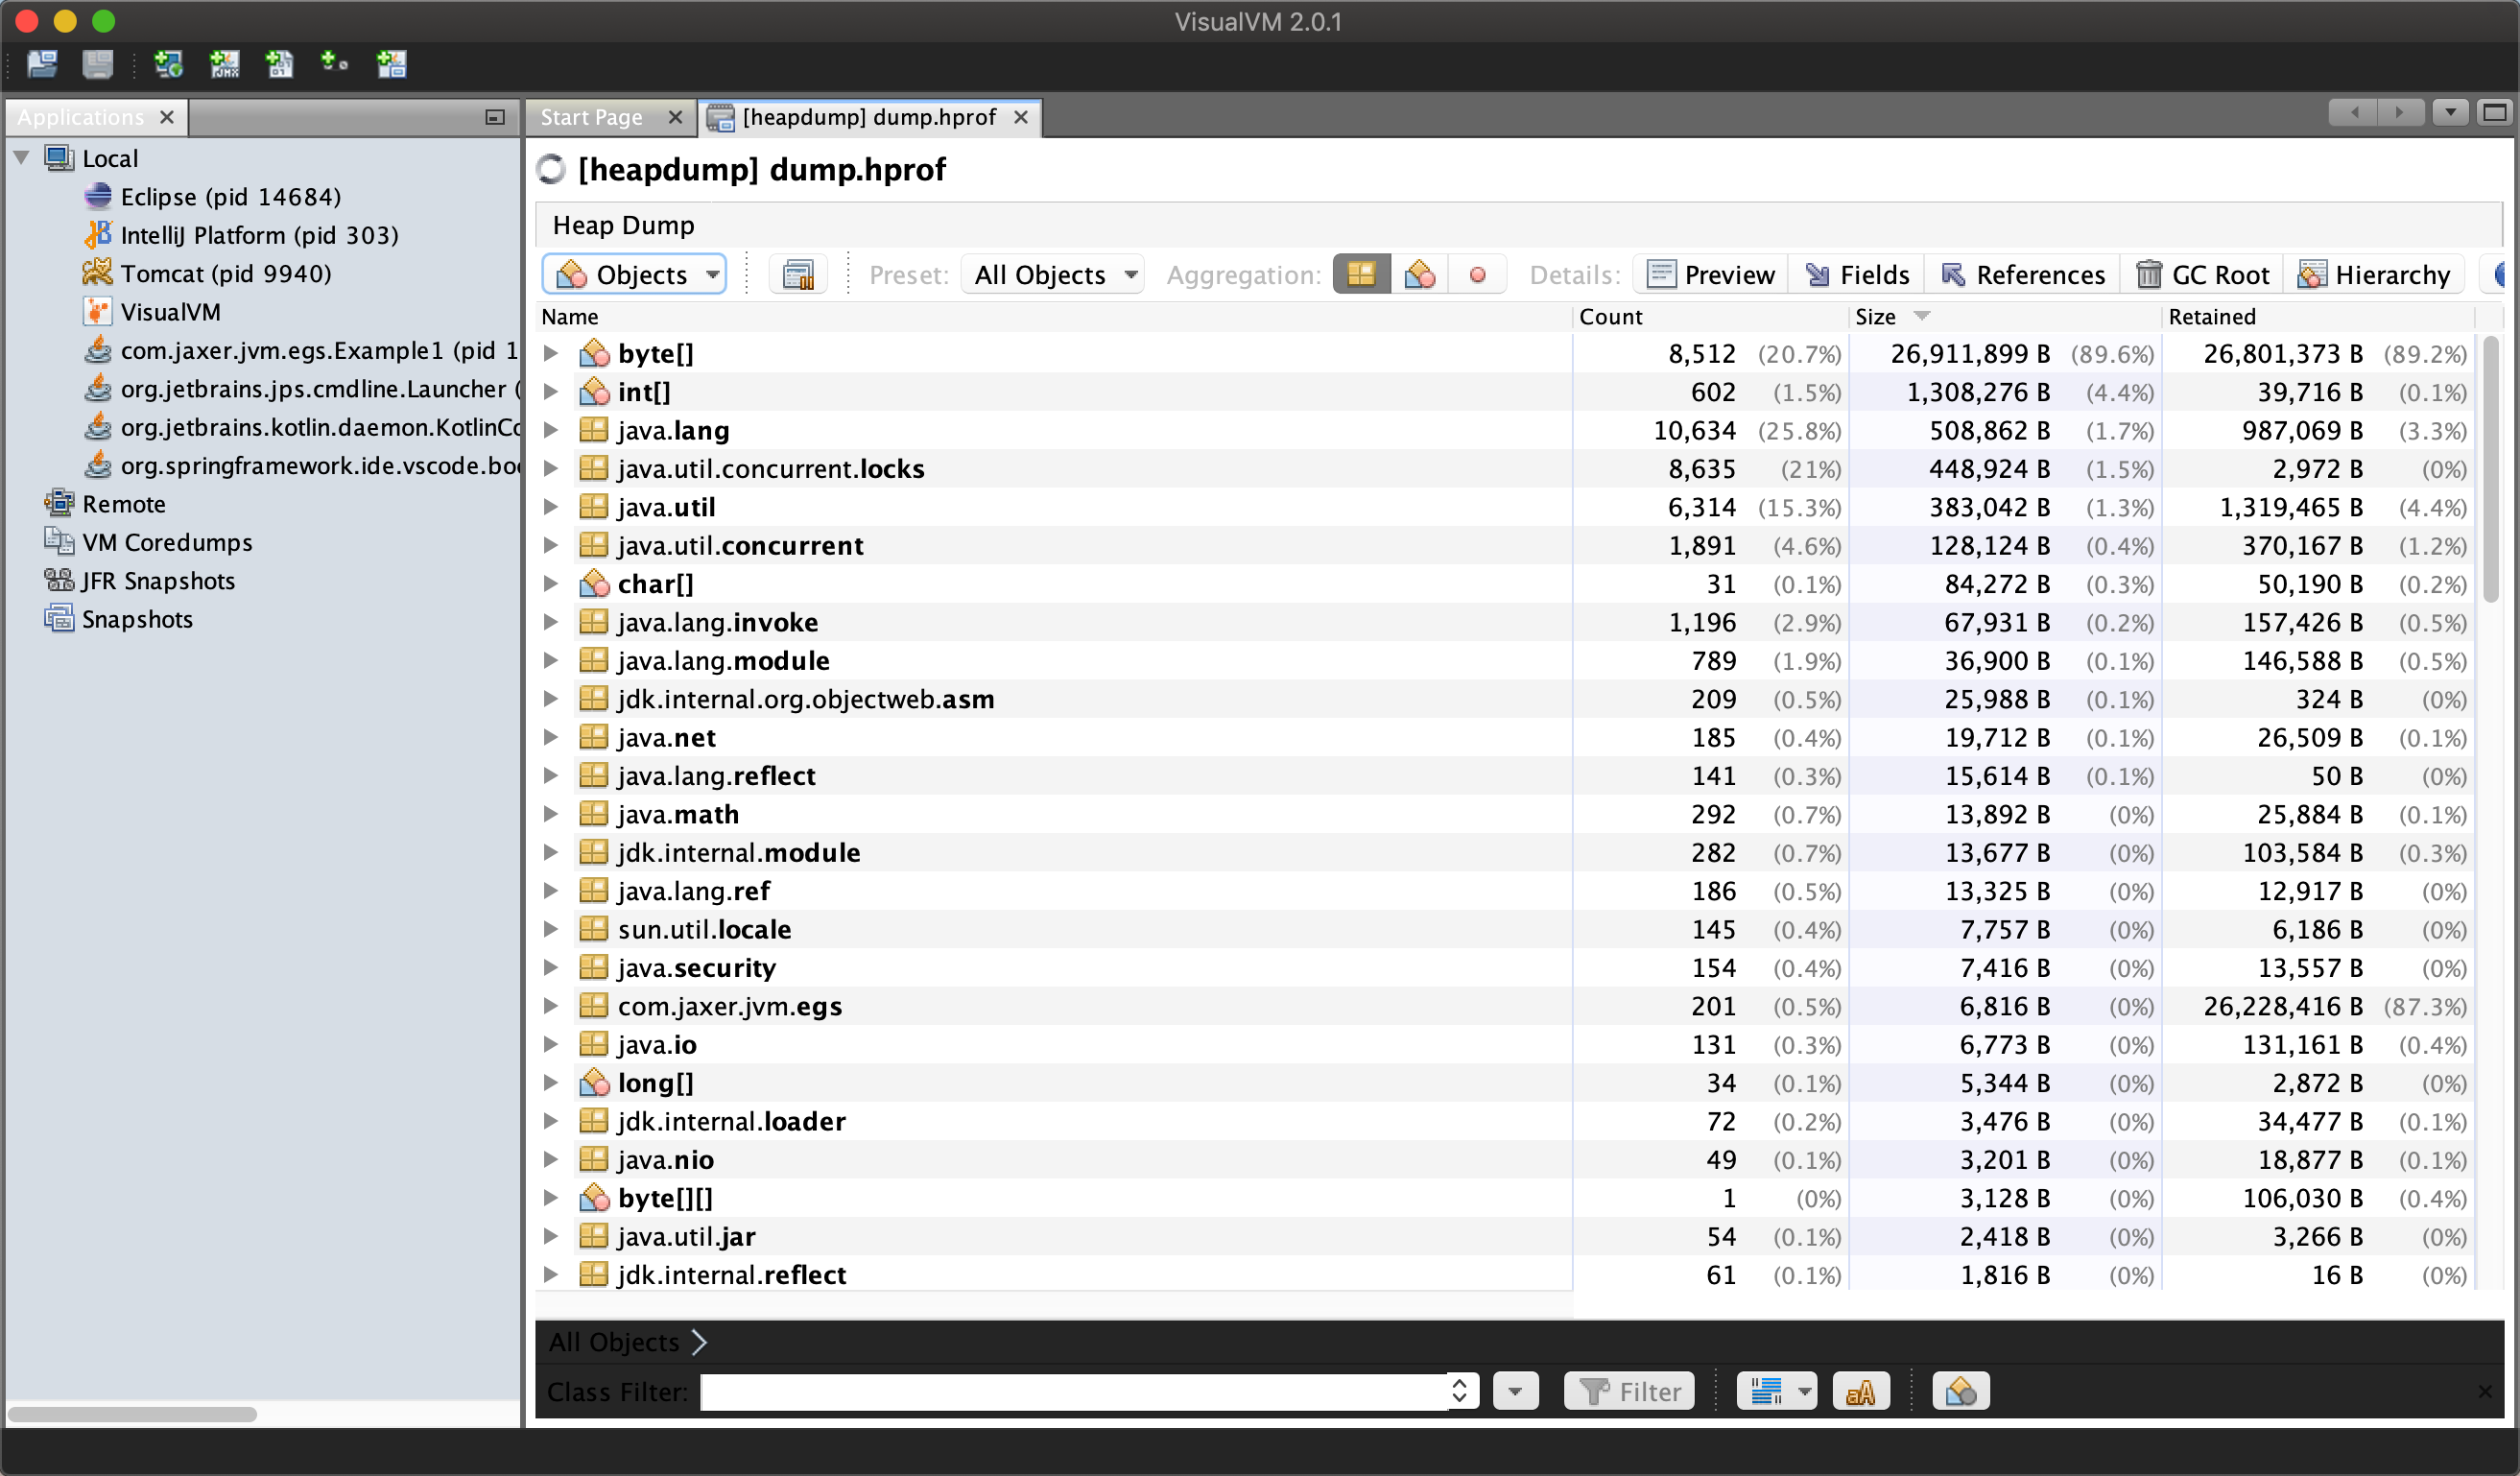 VisualVM 2.0.1
Applications
Start Page
[heapdump] dump.hprof
Local
Eclipse (pid 14684)
IntelliJ Platform (pid 303)
Tomcat (pid 9940)
VisualVM
com.jaxer.jvm.egs.Example1 (pid 1
org.jetbrains.jps.cmdline.Launcher (
org.jetbrains.kotlin.daemon.KotlinCo
org.springframework.ide.vscode.boo
Remote
VM Coredumps
JFR Snapshots
Snapshots
[heapdump] dump.hprof
Heap Dump
Objects Preset: All Objects Aggregation: Details: Preview Fields References GC Root Hierarchy
Name Count Size Retained
byte[] 8,512 (20.7%) 26,911,899 B (89.6%) 26,801,373 B (89.2%)
int[] 602 (1.5%) 1,308,276 B (4.4%) 39,716 B (0.1%)
java.lang 10,634 (25.8%) 508,862 B (1.7%) 987,069 B (3.3%)
java.util.concurrent.locks 8,635 (21%) 448,924 B (1.5%) 2,972 B (0%)
java.util 6,314 (15.3%) 383,042 B (1.3%) 1,319,465 B (4.4%)
java.util.concurrent 1,891 (4.6%) 128,124 B (0.4%) 370,167 B (1.2%)
char[] 31 (0.1%) 84,272 B (0.3%) 50,190 B (0.2%)
java.lang.invoke 1,196 (2.9%) 67,931 B (0.2%) 157,426 B (0.5%)
java.lang.module 789 (1.9%) 36,900 B (0.1%) 146,588 B (0.5%)
jdk.internal.org.objectweb.asm 209 (0.5%) 25,988 B (0.1%) 324 B (0%)
java.net 185 (0.4%) 19,712 B (0.1%) 26,509 B (0.1%)
java.lang.reflect 141 (0.3%) 15,614 B (0.1%) 50 B (0%)
java.math 292 (0.7%) 13,892 B (0%) 25,884 B (0.1%)
jdk.internal.module 282 (0.7%) 13,677 B (0%) 103,584 B (0.3%)
java.lang.ref 186 (0.5%) 13,325 B (0%) 12,917 B (0%)
sun.util.locale 145 (0.4%) 7,757 B (0%) 6,186 B (0%)
java.security 154 (0.4%) 7,416 B (0%) 13,557 B (0%)
com.jaxer.jvm.egs 201 (0.5%) 6,816 B (0%) 26,228,416 B (87.3%)
java.io 131 (0.3%) 6,773 B (0%) 131,161 B (0.4%)
long[] 34 (0.1%) 5,344 B (0%) 2,872 B (0%)
jdk.internal.loader 72 (0.2%) 3,476 B (0%) 34,477 B (0.1%)
java.nio 49 (0.1%) 3,201 B (0%) 18,877 B (0.1%)
byte[][] 1 (0%) 3,128 B (0%) 106,030 B (0.4%)
java.util.jar 54 (0.1%) 2,418 B (0%) 3,266 B (0%)
jdk.internal.reflect 61 (0.1%) 1,816 B (0%) 16 B (0%)
All Objects
Class Filter: Filter aA